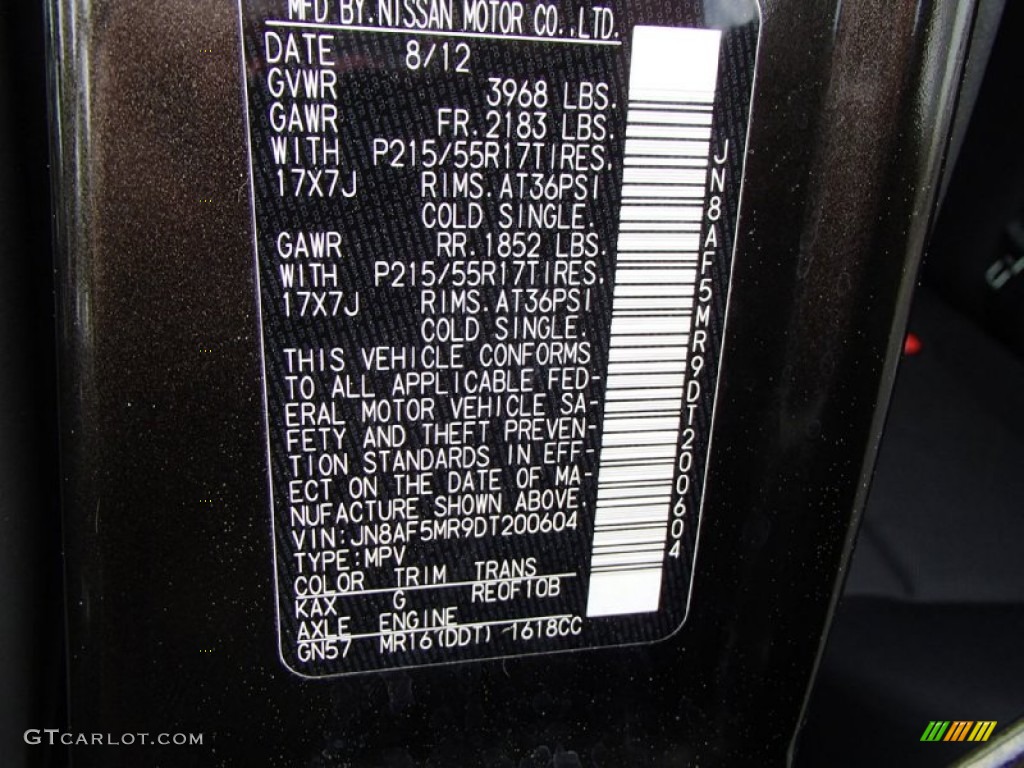 MFD BY.NISSAN MOTOR CO.,LTD.
DATE 8/12
GVWR 3968 LBS.
GAWR FR.2183 LBS.
WITH P215/55R17TIRES.
17X7J RIMS.AT36PSI
COLD SINGLE.
GAWR RR.1852 LBS.
WITH P215/55R17TIRES.
17X7J RIMS.AT36PSI
COLD SINGLE.
THIS VEHICLE CONFORMS
TO ALL APPLICABLE FED-
ERAL MOTOR VEHICLE SA-
FETY AND THEFT PREVEN-
TION STANDARDS IN EFF-
ECT ON THE DATE OF MA-
NUFACTURE SHOWN ABOVE.
VIN:JN8AF5MR9DT200604
TYPE:MPV
COLOR TRIM TRANS
KAX G RE0F10B
AXLE ENGINE
GN57 MR16(DDT) 1618CC
JN8AF5MR9DT200604
GTCARLOT.COM